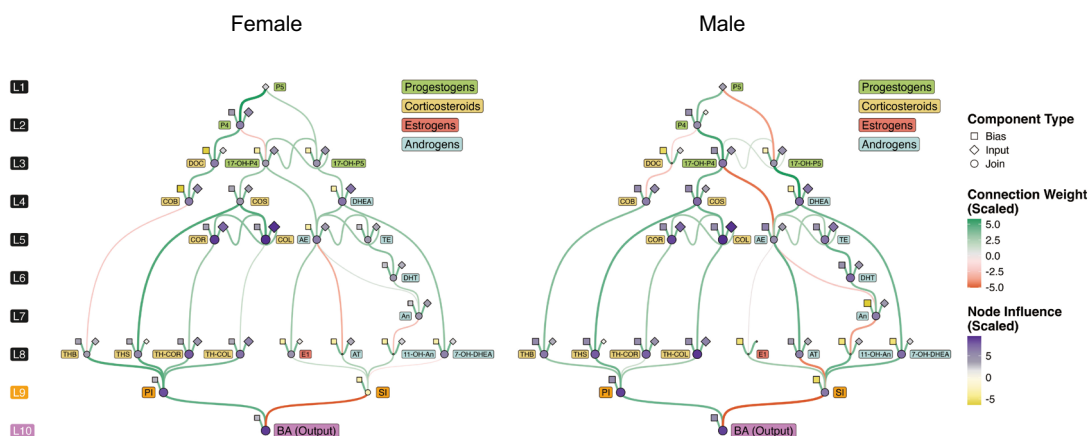 Female
Male
L1
L2
L3
L4
L5
L6
L7
L8
L9
L10
P5
Progestogens
Corticosteroids
P4
Estrogens
Androgens
DOC
17-OH-P4
17-OH-P5
COB
COS
DHEA
COR
COL
AE
TE
DHT
An
THB
THS
TH-COR
TH-COL
E1
AT
11-OH-An
7-OH-DHEA
PI
SI
BA (Output)
P5
Progestogens
Corticosteroids
P4
Estrogens
Androgens
DOC
17-OH-P4
17-OH-P5
COB
COS
DHEA
COR
COL
AE
TE
DHT
An
THB
THS
TH-COR
TH-COL
E1
AT
11-OH-An
7-OH-DHEA
PI
SI
BA (Output)
Component Type
Bias
Input
Join
Connection Weight
(Scaled)
5.0
2.5
0.0
-2.5
-5.0
Node Influence
(Scaled)
5
0
-5